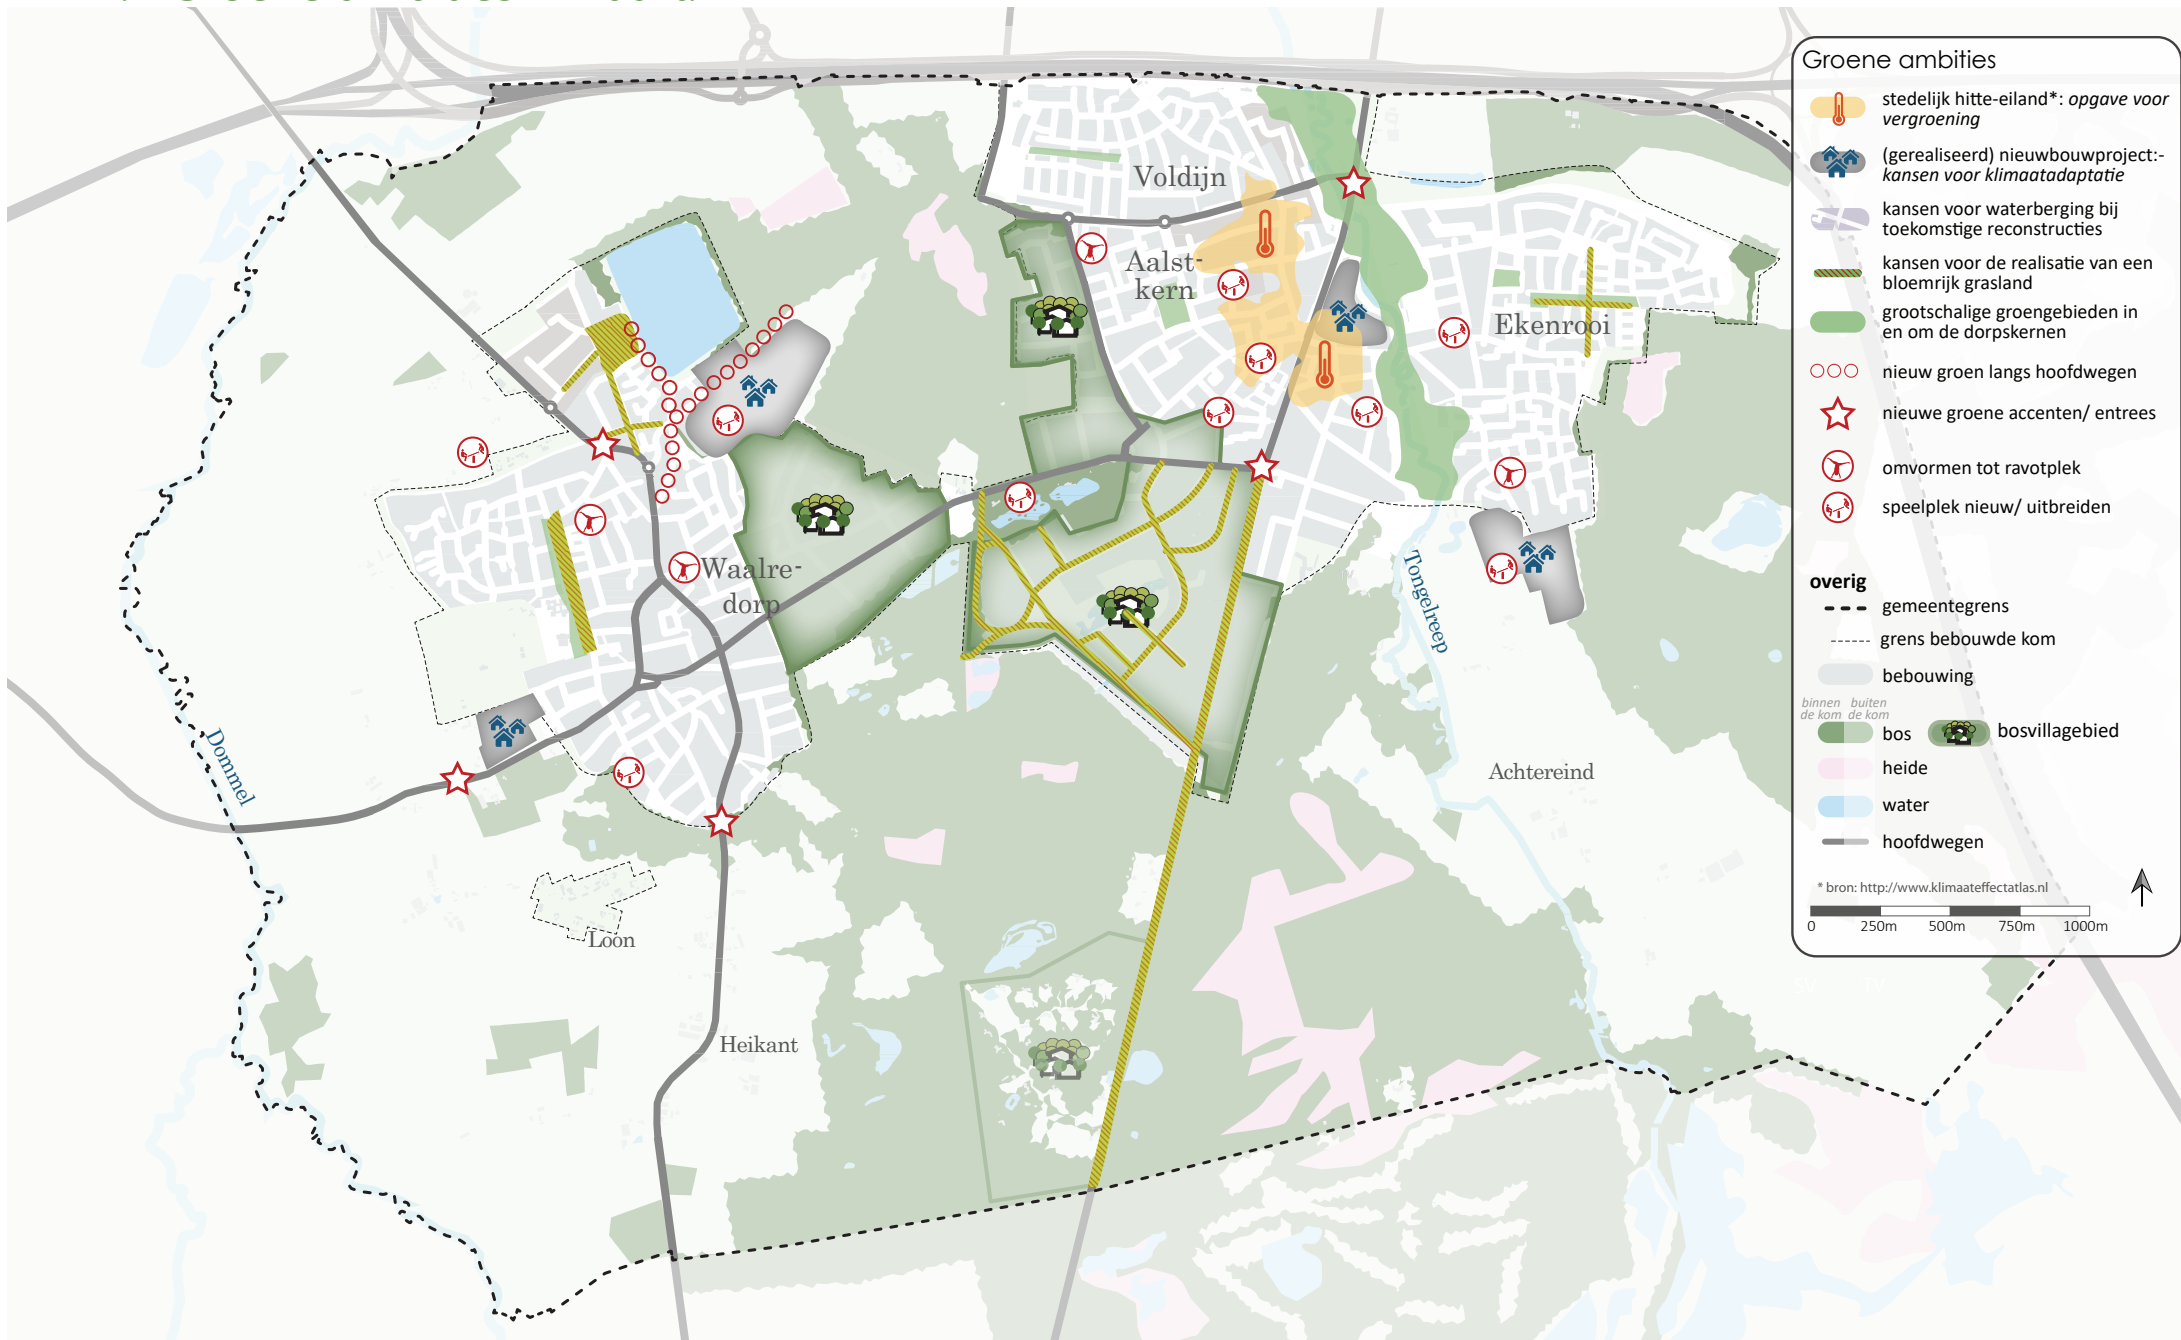 Groene ambities
stedelijk hitte-eiland*: opgave voor
vergroening
(gerealiseerd) nieuwbouwproject:-
kansen voor klimaatadaptatie
kansen voor waterberging bij
toekomstige reconstructies
kansen voor de realisatie van een
bloemrijk grasland
grootschalige groengebieden in
en om de dorpskernen
nieuw groen langs hoofdwegen
nieuwe groene accenten/ entrees
omvormen tot ravotplek
speelplek nieuw/ uitbreiden
overig
gemeentegrens
grens bebouwde kom
bebouwing
binnen buiten
de kom de kom
bos
bosvillagebied
heide
water
hoofdwegen
* bron: http://www.klimaateffectatlas.nl
0 250m 500m 750m 1000m
Voldijn
Aalst-
kern
Ekenrooi
Waalre-
dorp
Tongelreep
Dommel
Achtereind
Loon
Heikant